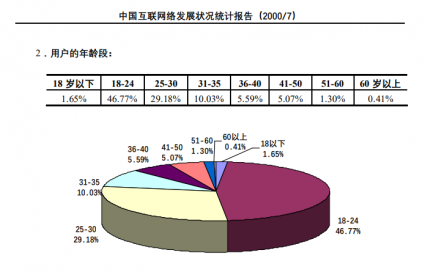 中国互联网络发展状况统计报告 (2000/7)
2．用户的年龄段：
18 岁以下 18-24 25-30 31-35 36-40 41-50 51-60 60 岁以上
1.65% 46.77% 29.18% 10.03% 5.59% 5.07% 1.30% 0.41%
51-60
1.30%
60以上
0.41%
18以下
1.65%
41-50
5.07%
36-40
5.59%
31-35
10.03%
25-30
29.18%
18-24
46.77%